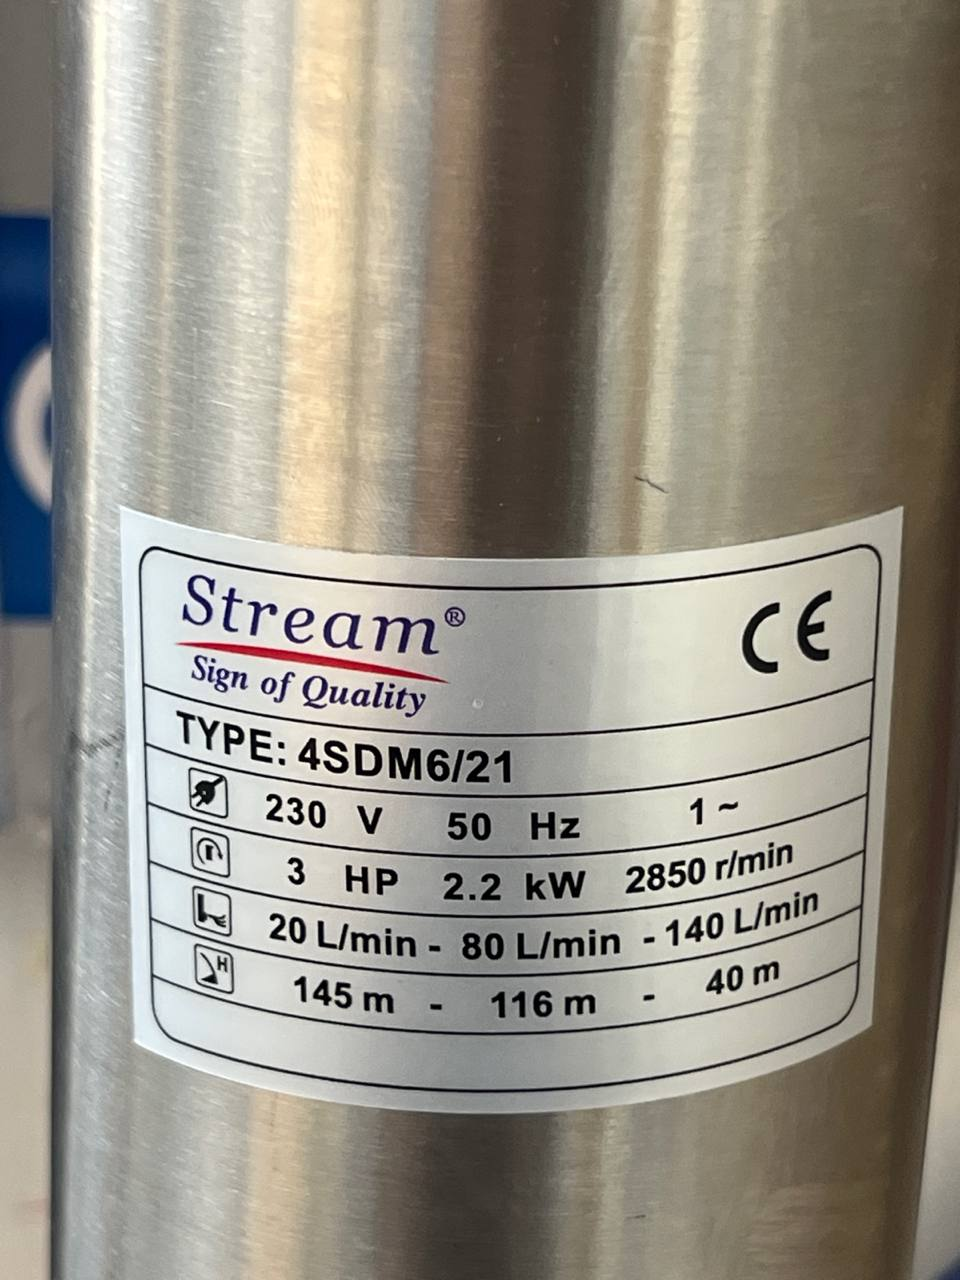 Stream®
Sign of Quality
CE
TYPE: 4SDM6/21
230 V 50 Hz 1 ~
3 HP 2.2 kW 2850 r/min
20 L/min - 80 L/min - 140 L/min
H 145 m - 116 m - 40 m